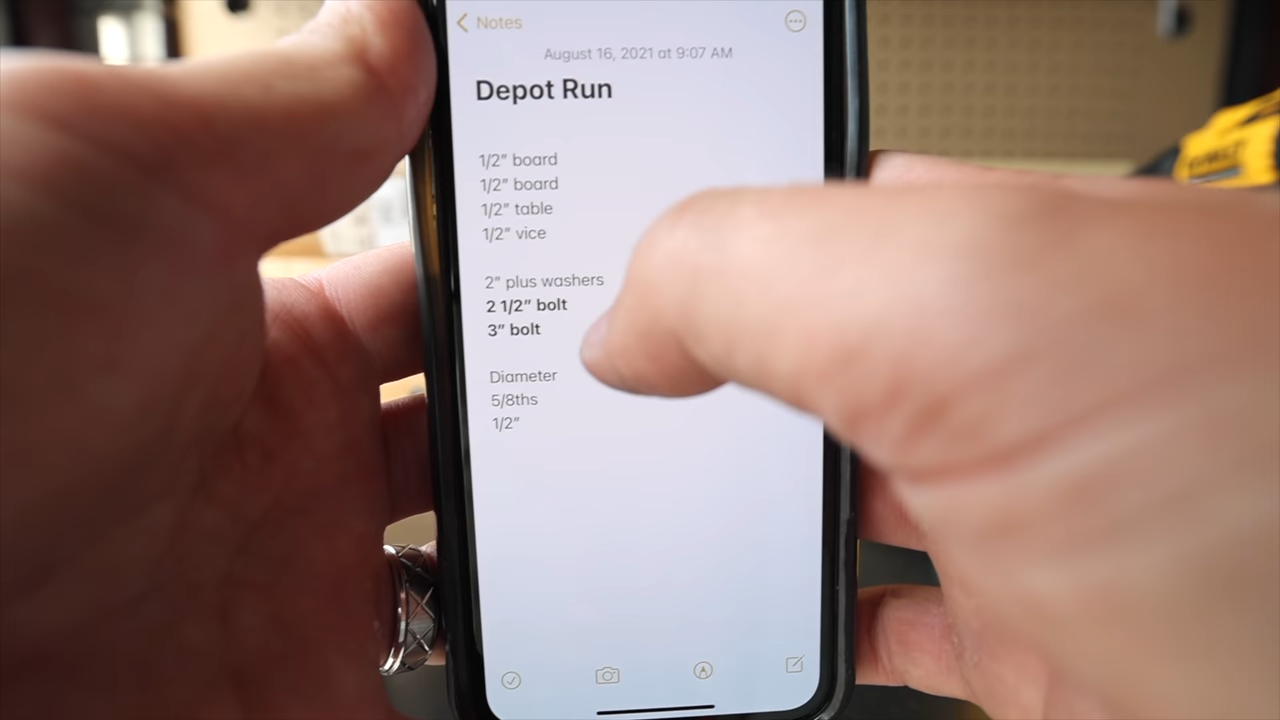 Notes
August 16, 2021 at 9:07 AM
Depot Run
1/2" board
1/2" board
1/2" table
1/2" vice
2" plus washers
2 1/2" bolt
3" bolt
Diameter
5/8ths
1/2"
DEWALT